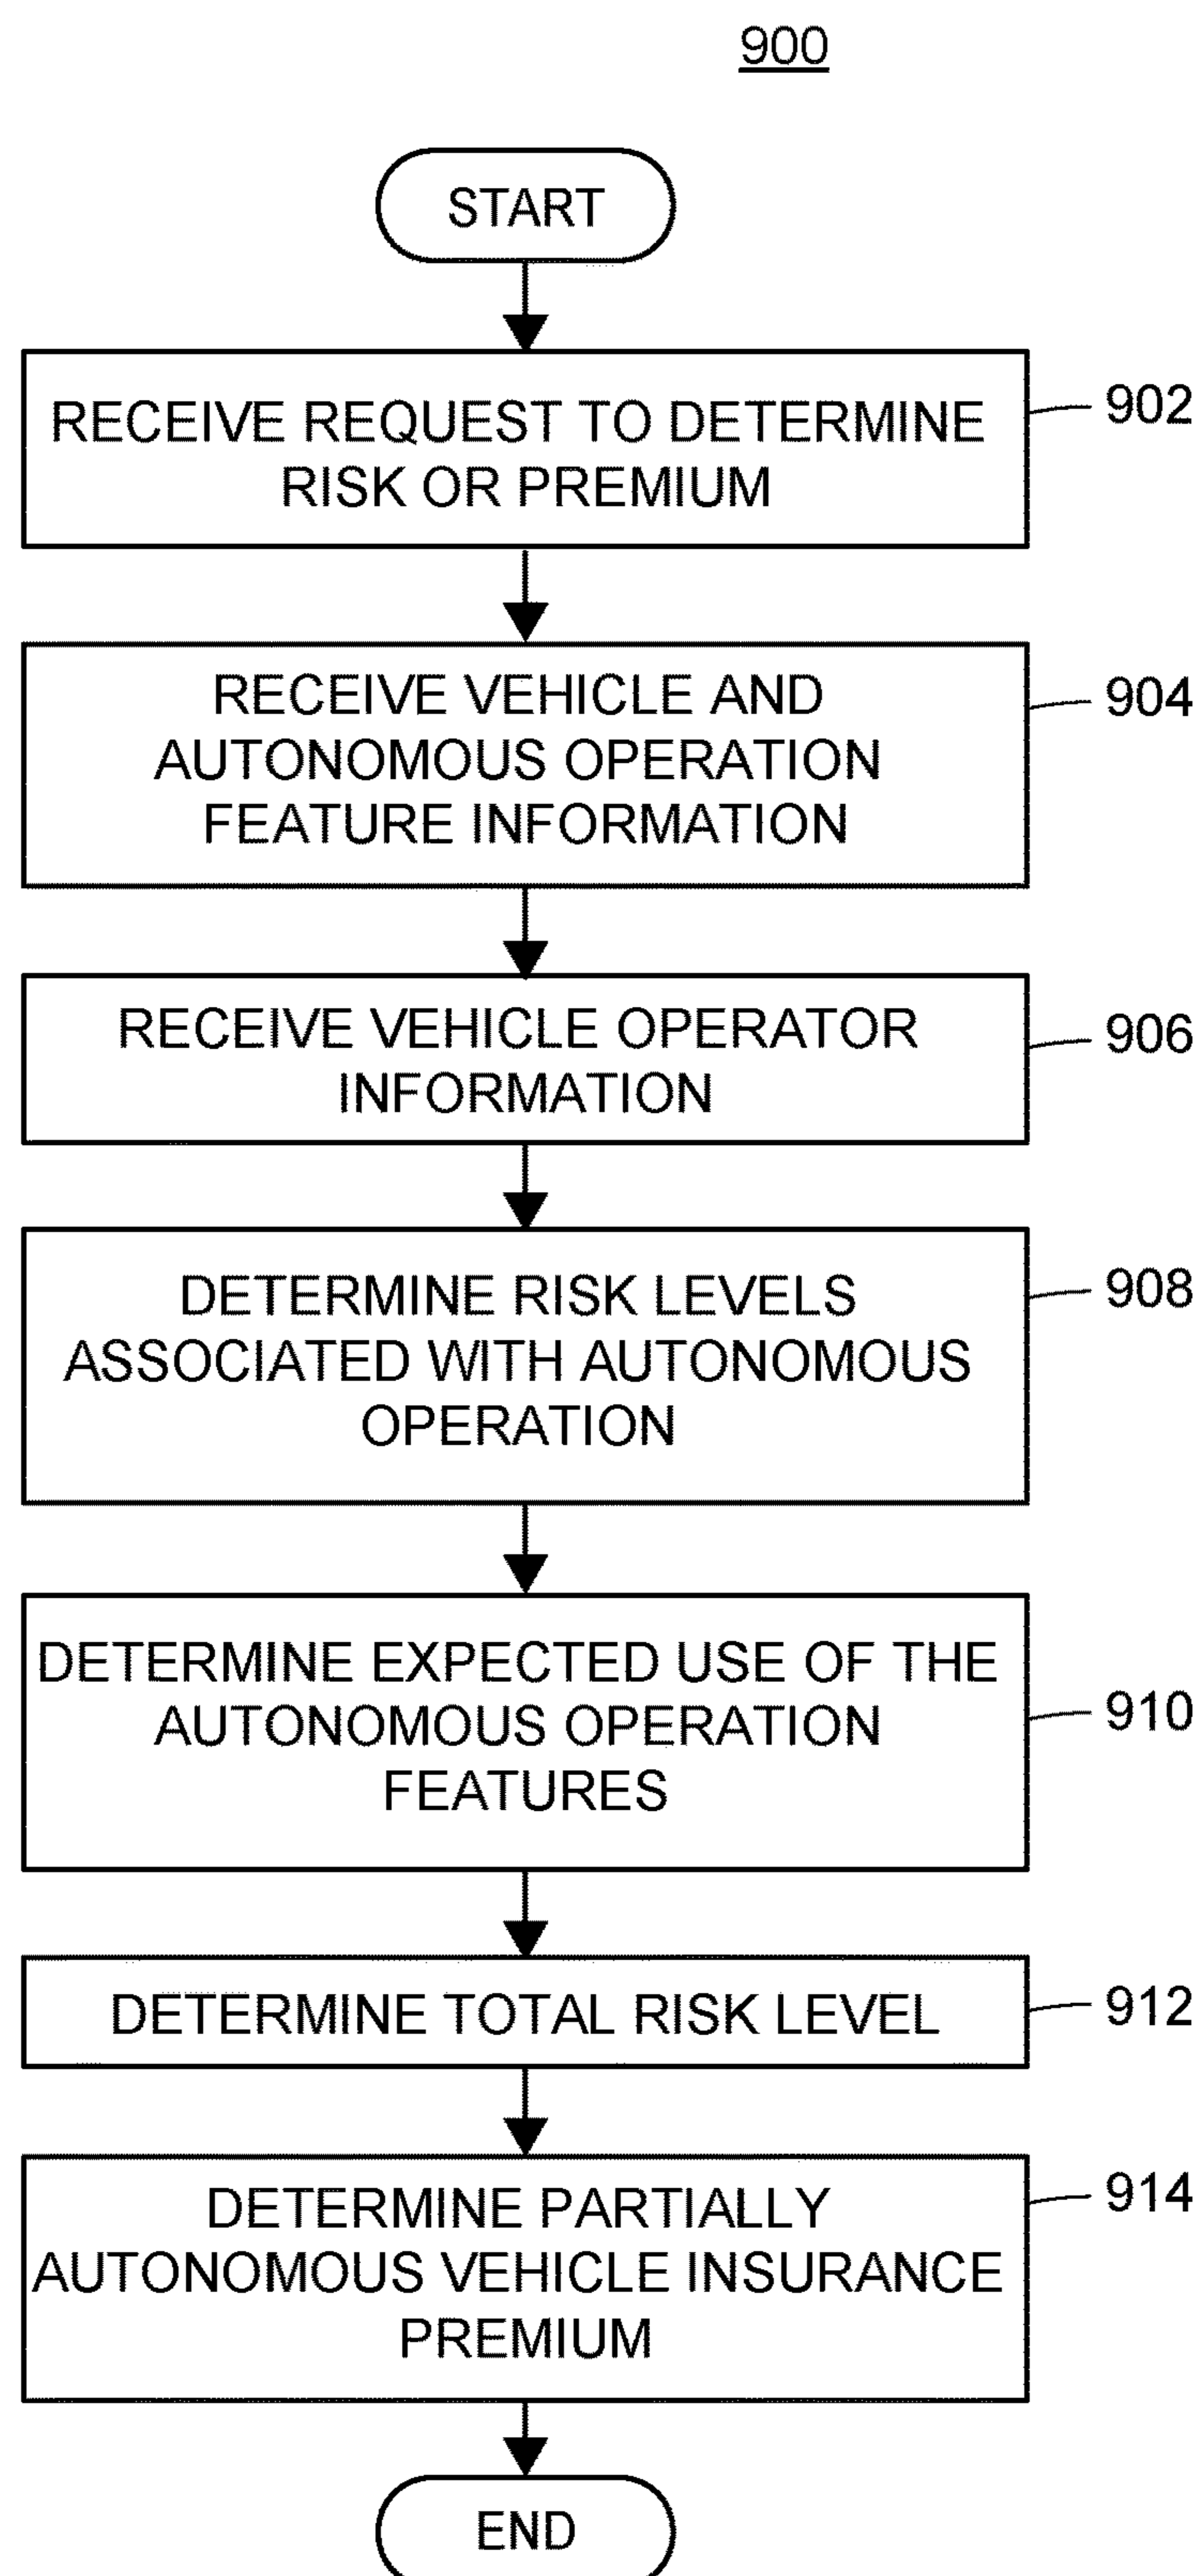 900
START
RECEIVE REQUEST TO DETERMINE
RISK OR PREMIUM
902
RECEIVE VEHICLE AND
AUTONOMOUS OPERATION
FEATURE INFORMATION
904
RECEIVE VEHICLE OPERATOR
INFORMATION
906
DETERMINE RISK LEVELS
ASSOCIATED WITH AUTONOMOUS
OPERATION
908
DETERMINE EXPECTED USE OF THE
AUTONOMOUS OPERATION
FEATURES
910
DETERMINE TOTAL RISK LEVEL
912
DETERMINE PARTIALLY
AUTONOMOUS VEHICLE INSURANCE
PREMIUM
914
END